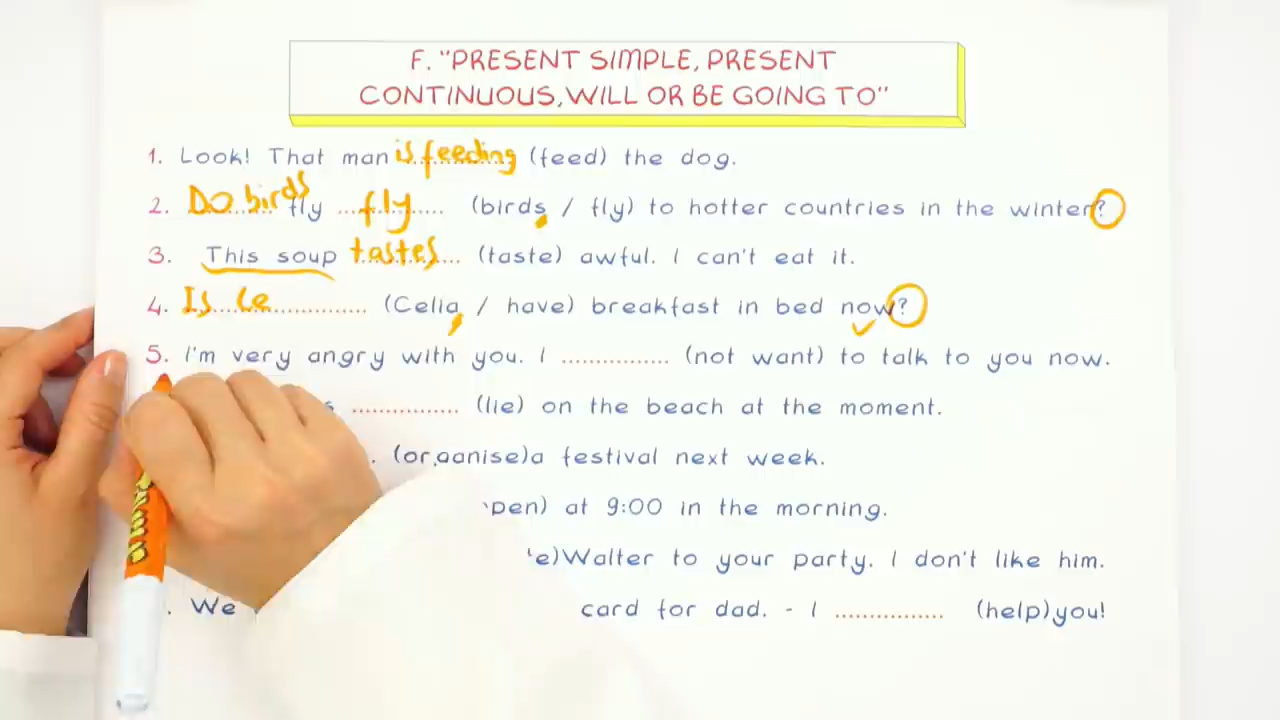 F. "PRESENT SIMPLE, PRESENT
CONTINUOUS, WILL OR BE GOING TO"
1. Look! That man is feeding (feed) the dog.
2. Do birds fly fly (birds / fly) to hotter countries in the winter?
3. This soup tastes (taste) awful. I can't eat it.
4. Is Ce (Celia / have) breakfast in bed now?
5. I'm very angry with you. I ............... (not want) to talk to you now.
............... (lie) on the beach at the moment.
(organise)a festival next week.
at 9:00 in the morning.
Walter to your party. I don't like him.
We card for dad. - I ............... (help)you!